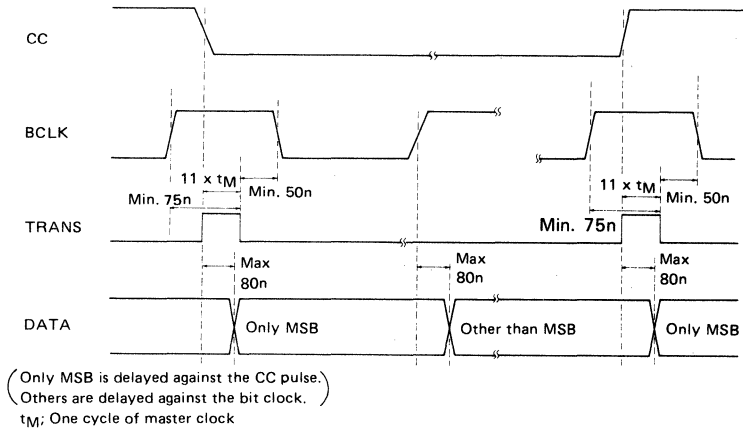 CC
BCLK
11 x tM
Min. 50n
Min. 75n
11 x tM
Min. 50n
Min. 75n
TRANS
Max
80n
Max
80n
Max
80n
DATA
Only MSB
Other than MSB
Only MSB
(Only MSB is delayed against the CC pulse.
Others are delayed against the bit clock.)
tM; One cycle of master clock